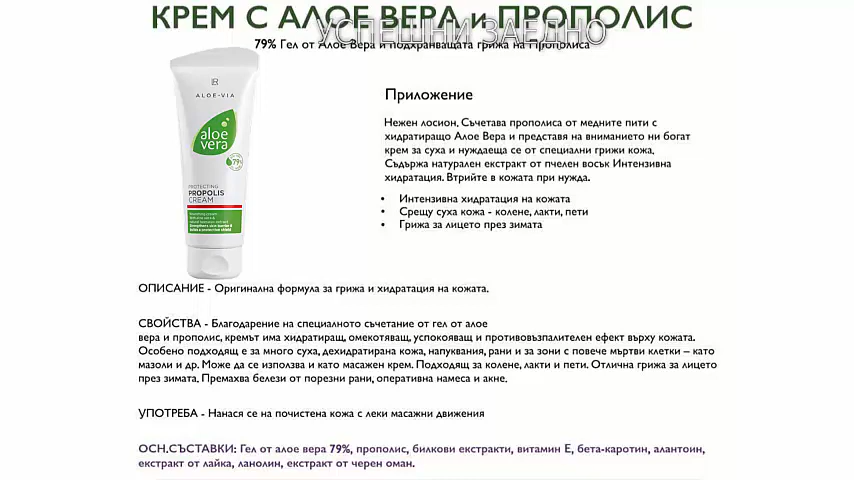 КРЕМ С АЛОЕ ВЕРА и ПРОПОЛИС
УСПЕШНИ ЗАЕДНО
79% Гел от Алое Вера и подхранващата грижа на Прополиса
LR
ALOE-VIA
aloe
vera
79%
PROTECTING
PROPOLIS
CREAM
Приложение
Нежен лосион. Съчетава прополиса от медните пити с
хидратиращо Алое Вера и представя на вниманието ни богат
крем за суха и нуждаеща се от специални грижи кожа.
Съдържа натурален екстракт от пчелен восък Интензивна
хидратация. Втрийте в кожата при нужда.
• Интензивна хидратация на кожата
• Срещу суха кожа - колене, лакти, пети
• Грижа за лицето през зимата
ОПИСАНИЕ - Оригинална формула за грижа и хидратация на кожата.
СВОЙСТВА - Благодарение на специалното съчетание от гел от алое
вера и прополис, кремът има хидратиращ, омекотяващ, успокояващ и противовъзпалителен ефект върху кожата.
Особено подходящ е за много суха, дехидратирана кожа, напуквания, рани и за зони с повече мъртви клетки – като
мазоли и др. Може да се използва и като масажен крем. Подходящ за колене, лакти и пети. Отлична грижа за лицето
през зимата. Премахва белези от порезни рани, оперативна намеса и акне.
УПОТРЕБА - Нанася се на почистена кожа с леки масажни движения
ОСН.СЪСТАВКИ: Гел от алое вера 79%, прополис, билкови екстракти, витамин Е, бета-каротин, алантоин,
екстракт от лайка, ланолин, екстракт от черен оман.